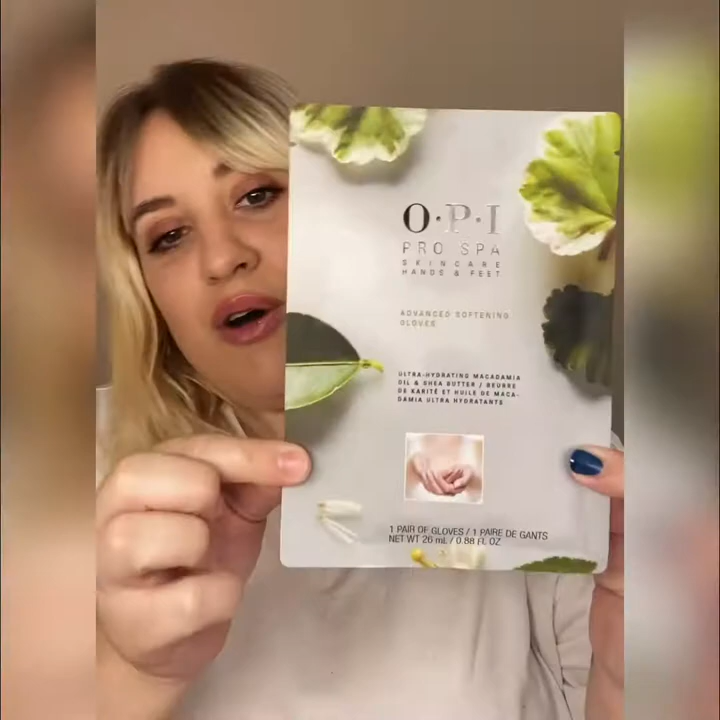 O·P·I
PRO SPA
SKINCARE
HANDS & FEET
ADVANCED SOFTENING
GLOVES
ULTRA-HYDRATING MACADAMIA
OIL & SHEA BUTTER / BEURRE
DE KARITÉ ET HUILE DE MACA-
DAMIA ULTRA HYDRATANTS
1 PAIR OF GLOVES / 1 PAIRE DE GANTS
NET WT 26 mL / 0.88 FL OZ